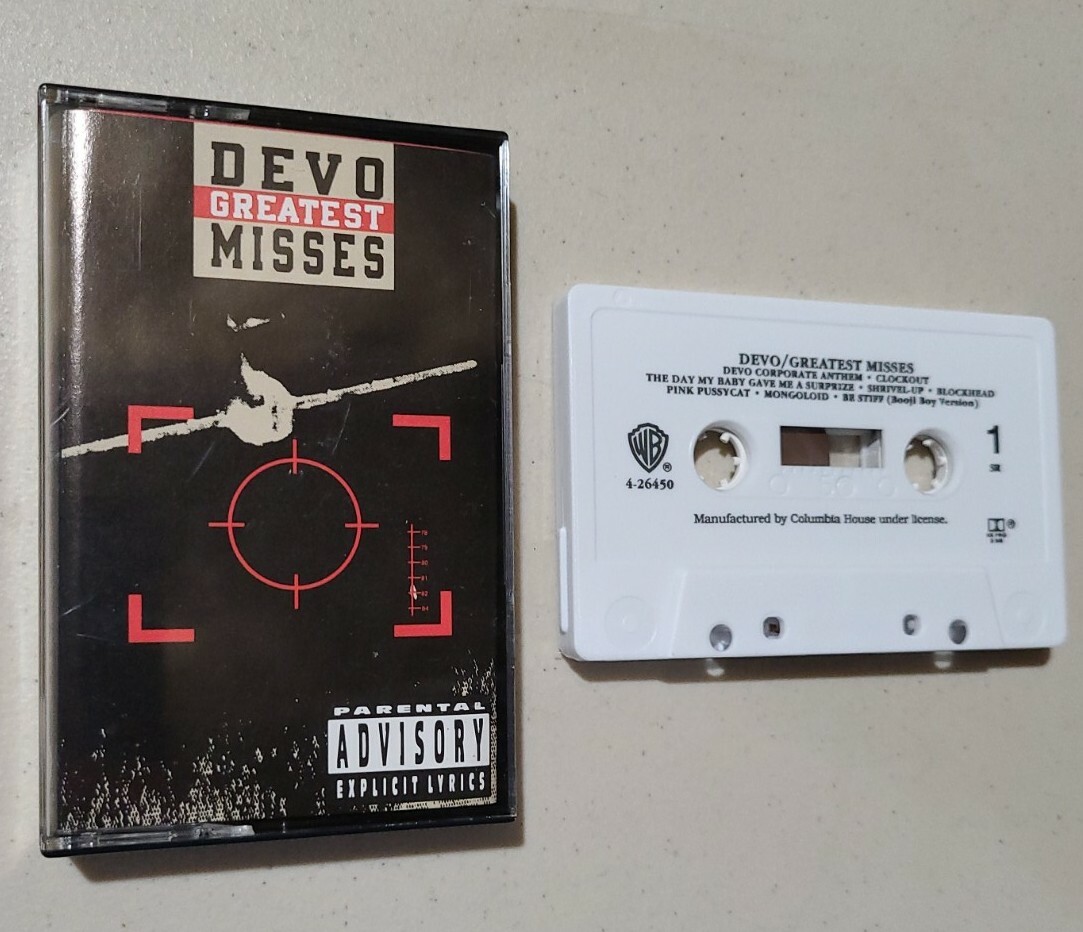 DEVO
GREATEST
MISSES
PARENTAL
ADVISORY
EXPLICIT LYRICS
DEVO/GREATEST MISSES
DEVO CORPORATE ANTHEM • CLOCKOUT
THE DAY MY BABY GAVE ME A SURPRIZE • SHRIVEL-UP • BLOCKHEAD
PINK PUSSYCAT • MONGOLOID • BE STIFF (Booji Boy Version)
WB ®
4-26450
1
SR
Manufactured by Columbia House under license.